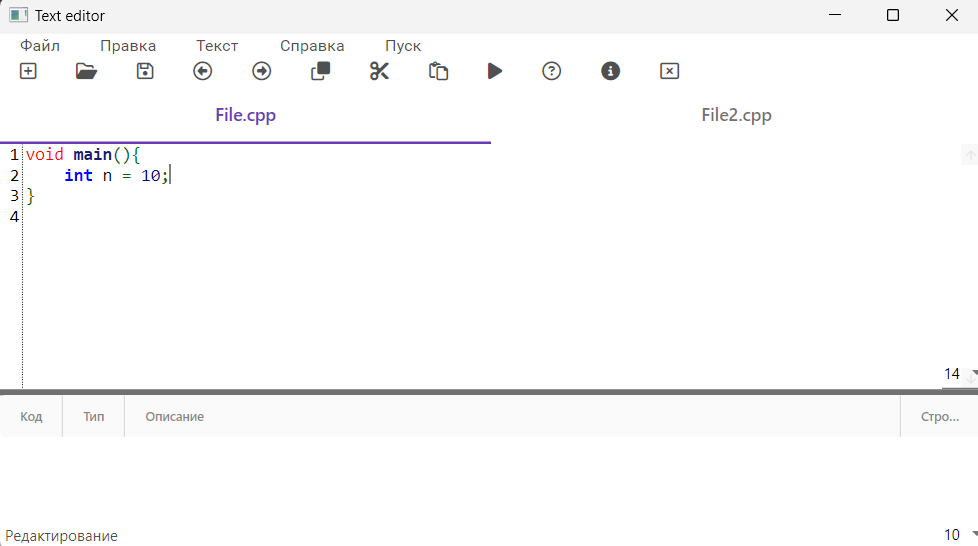 Text editor
Файл Правка Текст Справка Пуск
File.cpp File2.cpp
1 void main(){
2     int n = 10;
3 }
4
14
Код Тип Описание Стро...
Редактирование 10